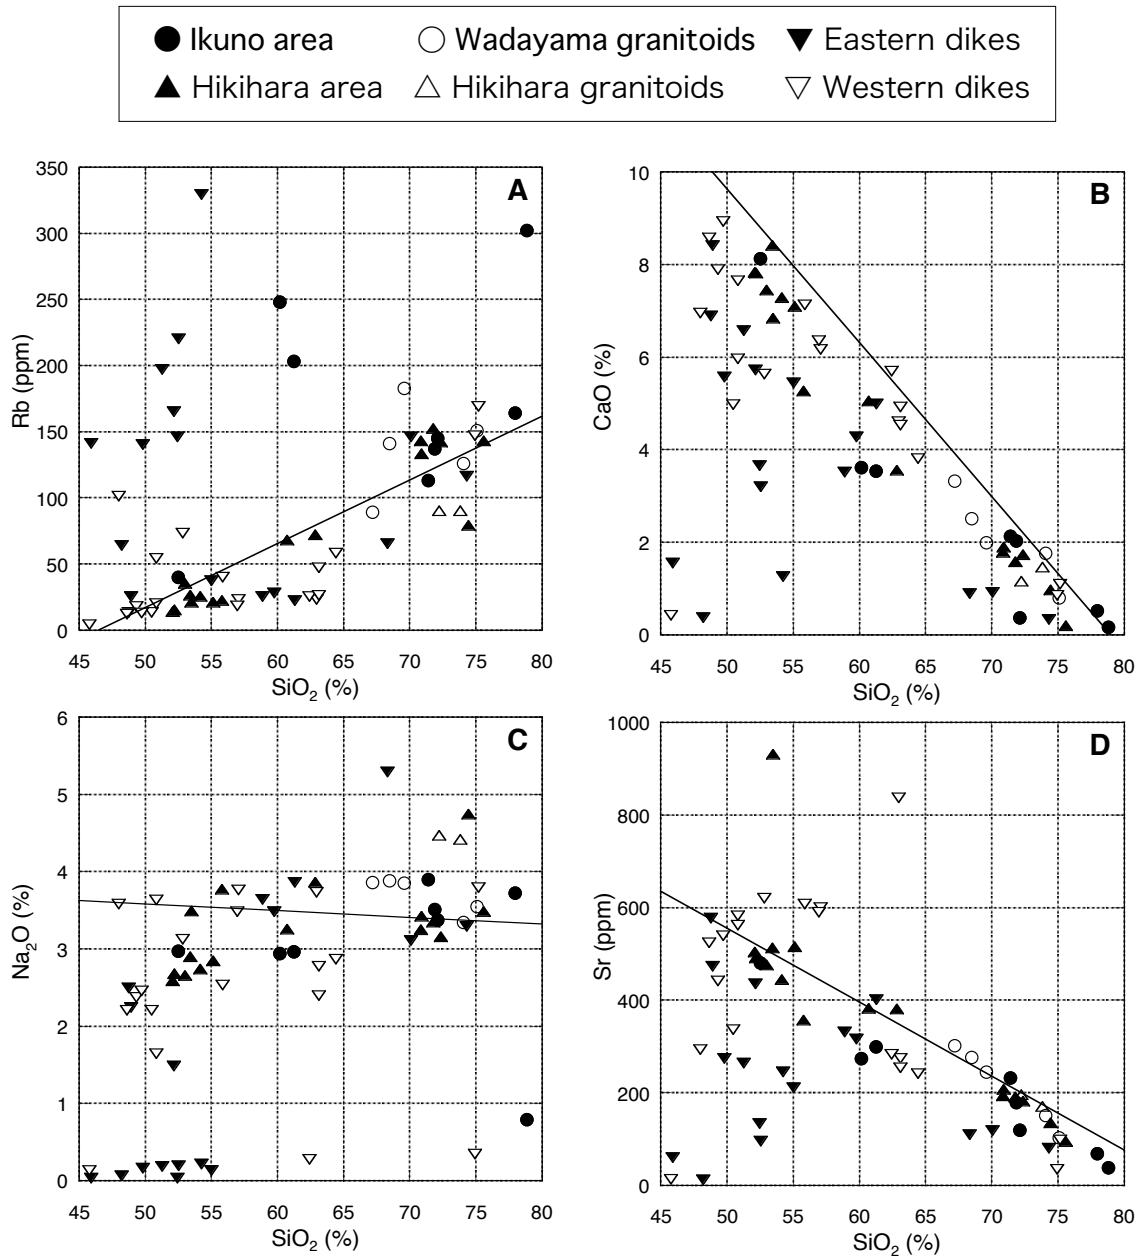 Ikuno area Wadayama granitoids Eastern dikes
Hikihara area Hikihara granitoids Western dikes
A
350
300
250
200
150
100
50
0
Rb (ppm)
45 50 55 60 65 70 75 80
SiO2 (%)
B
10
8
6
4
2
0
CaO (%)
45 50 55 60 65 70 75 80
SiO2 (%)
C
6
5
4
3
2
1
0
Na2O (%)
45 50 55 60 65 70 75 80
SiO2 (%)
D
1000
800
600
400
200
0
Sr (ppm)
45 50 55 60 65 70 75 80
SiO2 (%)